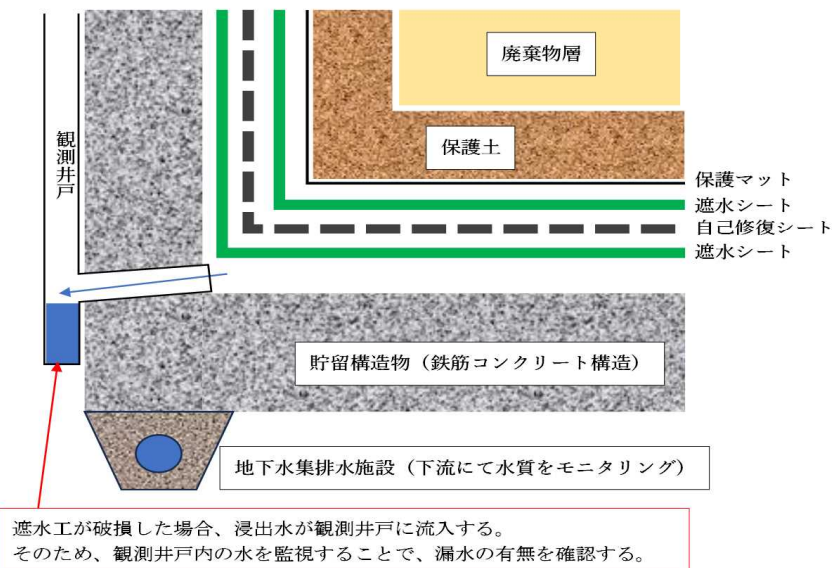 廃棄物層
観測井戸
保護土
保護マット
遮水シート
自己修復シート
遮水シート
貯留構造物（鉄筋コンクリート構造）
地下水集排水施設（下流にて水質をモニタリング）
遮水工が破損した場合、浸出水が観測井戸に流入する。
そのため、観測井戸内の水を監視することで、漏水の有無を確認する。